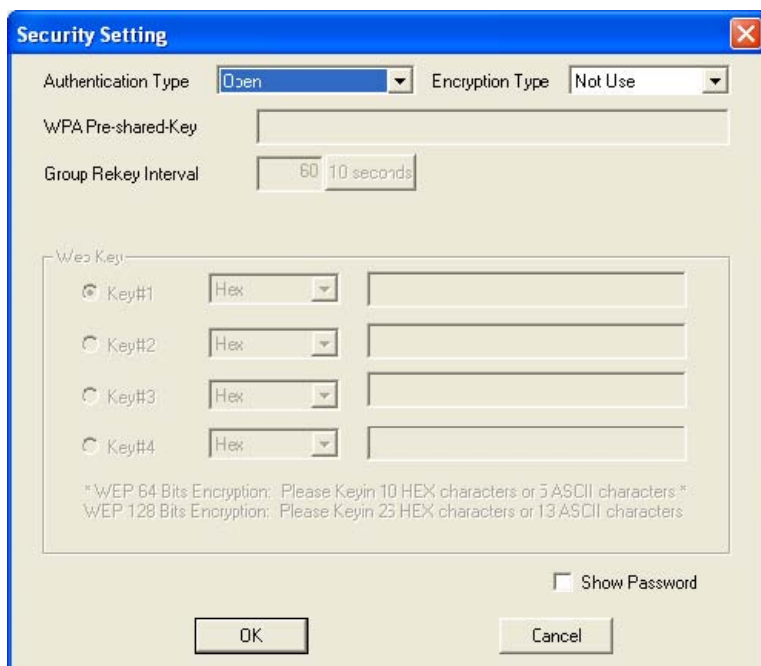 Security Setting
Authentication Type Open Encryption Type Not Use
WPA Pre-shared-Key
Group Rekey Interval 60 10 seconds
Wep Key
Key#1 Hex
Key#2 Hex
Key#3 Hex
Key#4 Hex
* WEP 64 Bits Encryption: Please Keyin 10 HEX characters or 5 ASCII characters *
WEP 128 Bits Encryption: Please Keyin 26 HEX characters or 13 ASCII characters
Show Password
OK Cancel